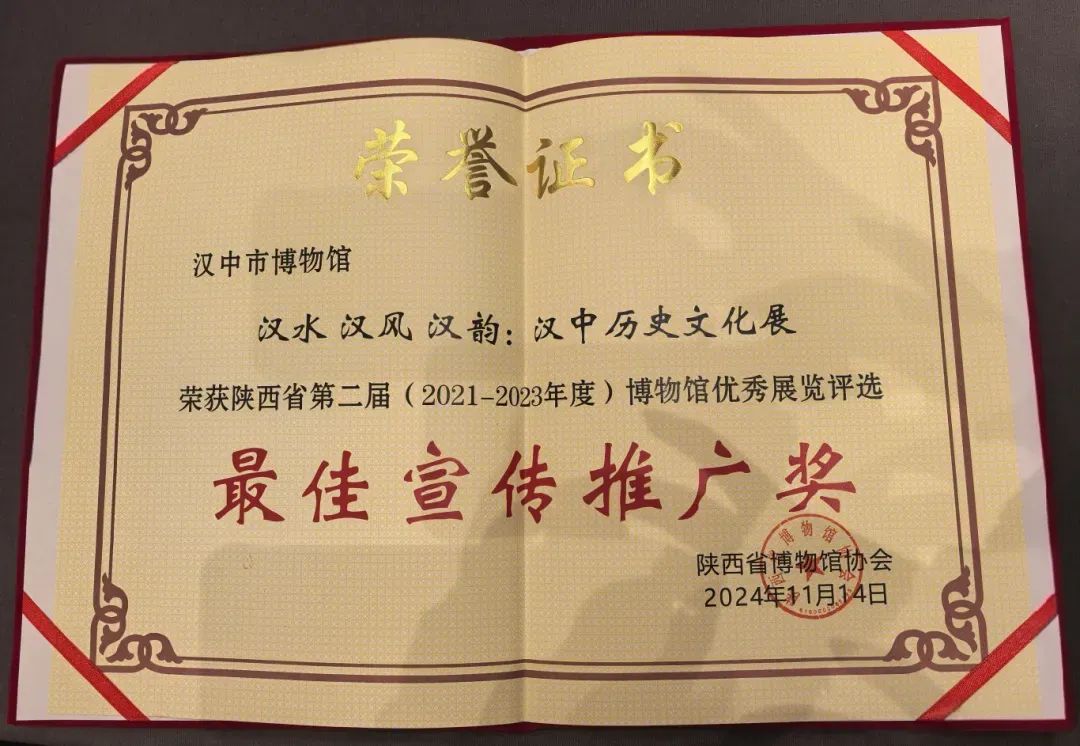 荣誉证书
汉中市博物馆
汉水 汉风 汉韵：汉中历史文化展
荣获陕西省第二届（2021-2023年度）博物馆优秀展览评选
最佳宣传推广奖
陕西省博物馆协会
2024年11月14日